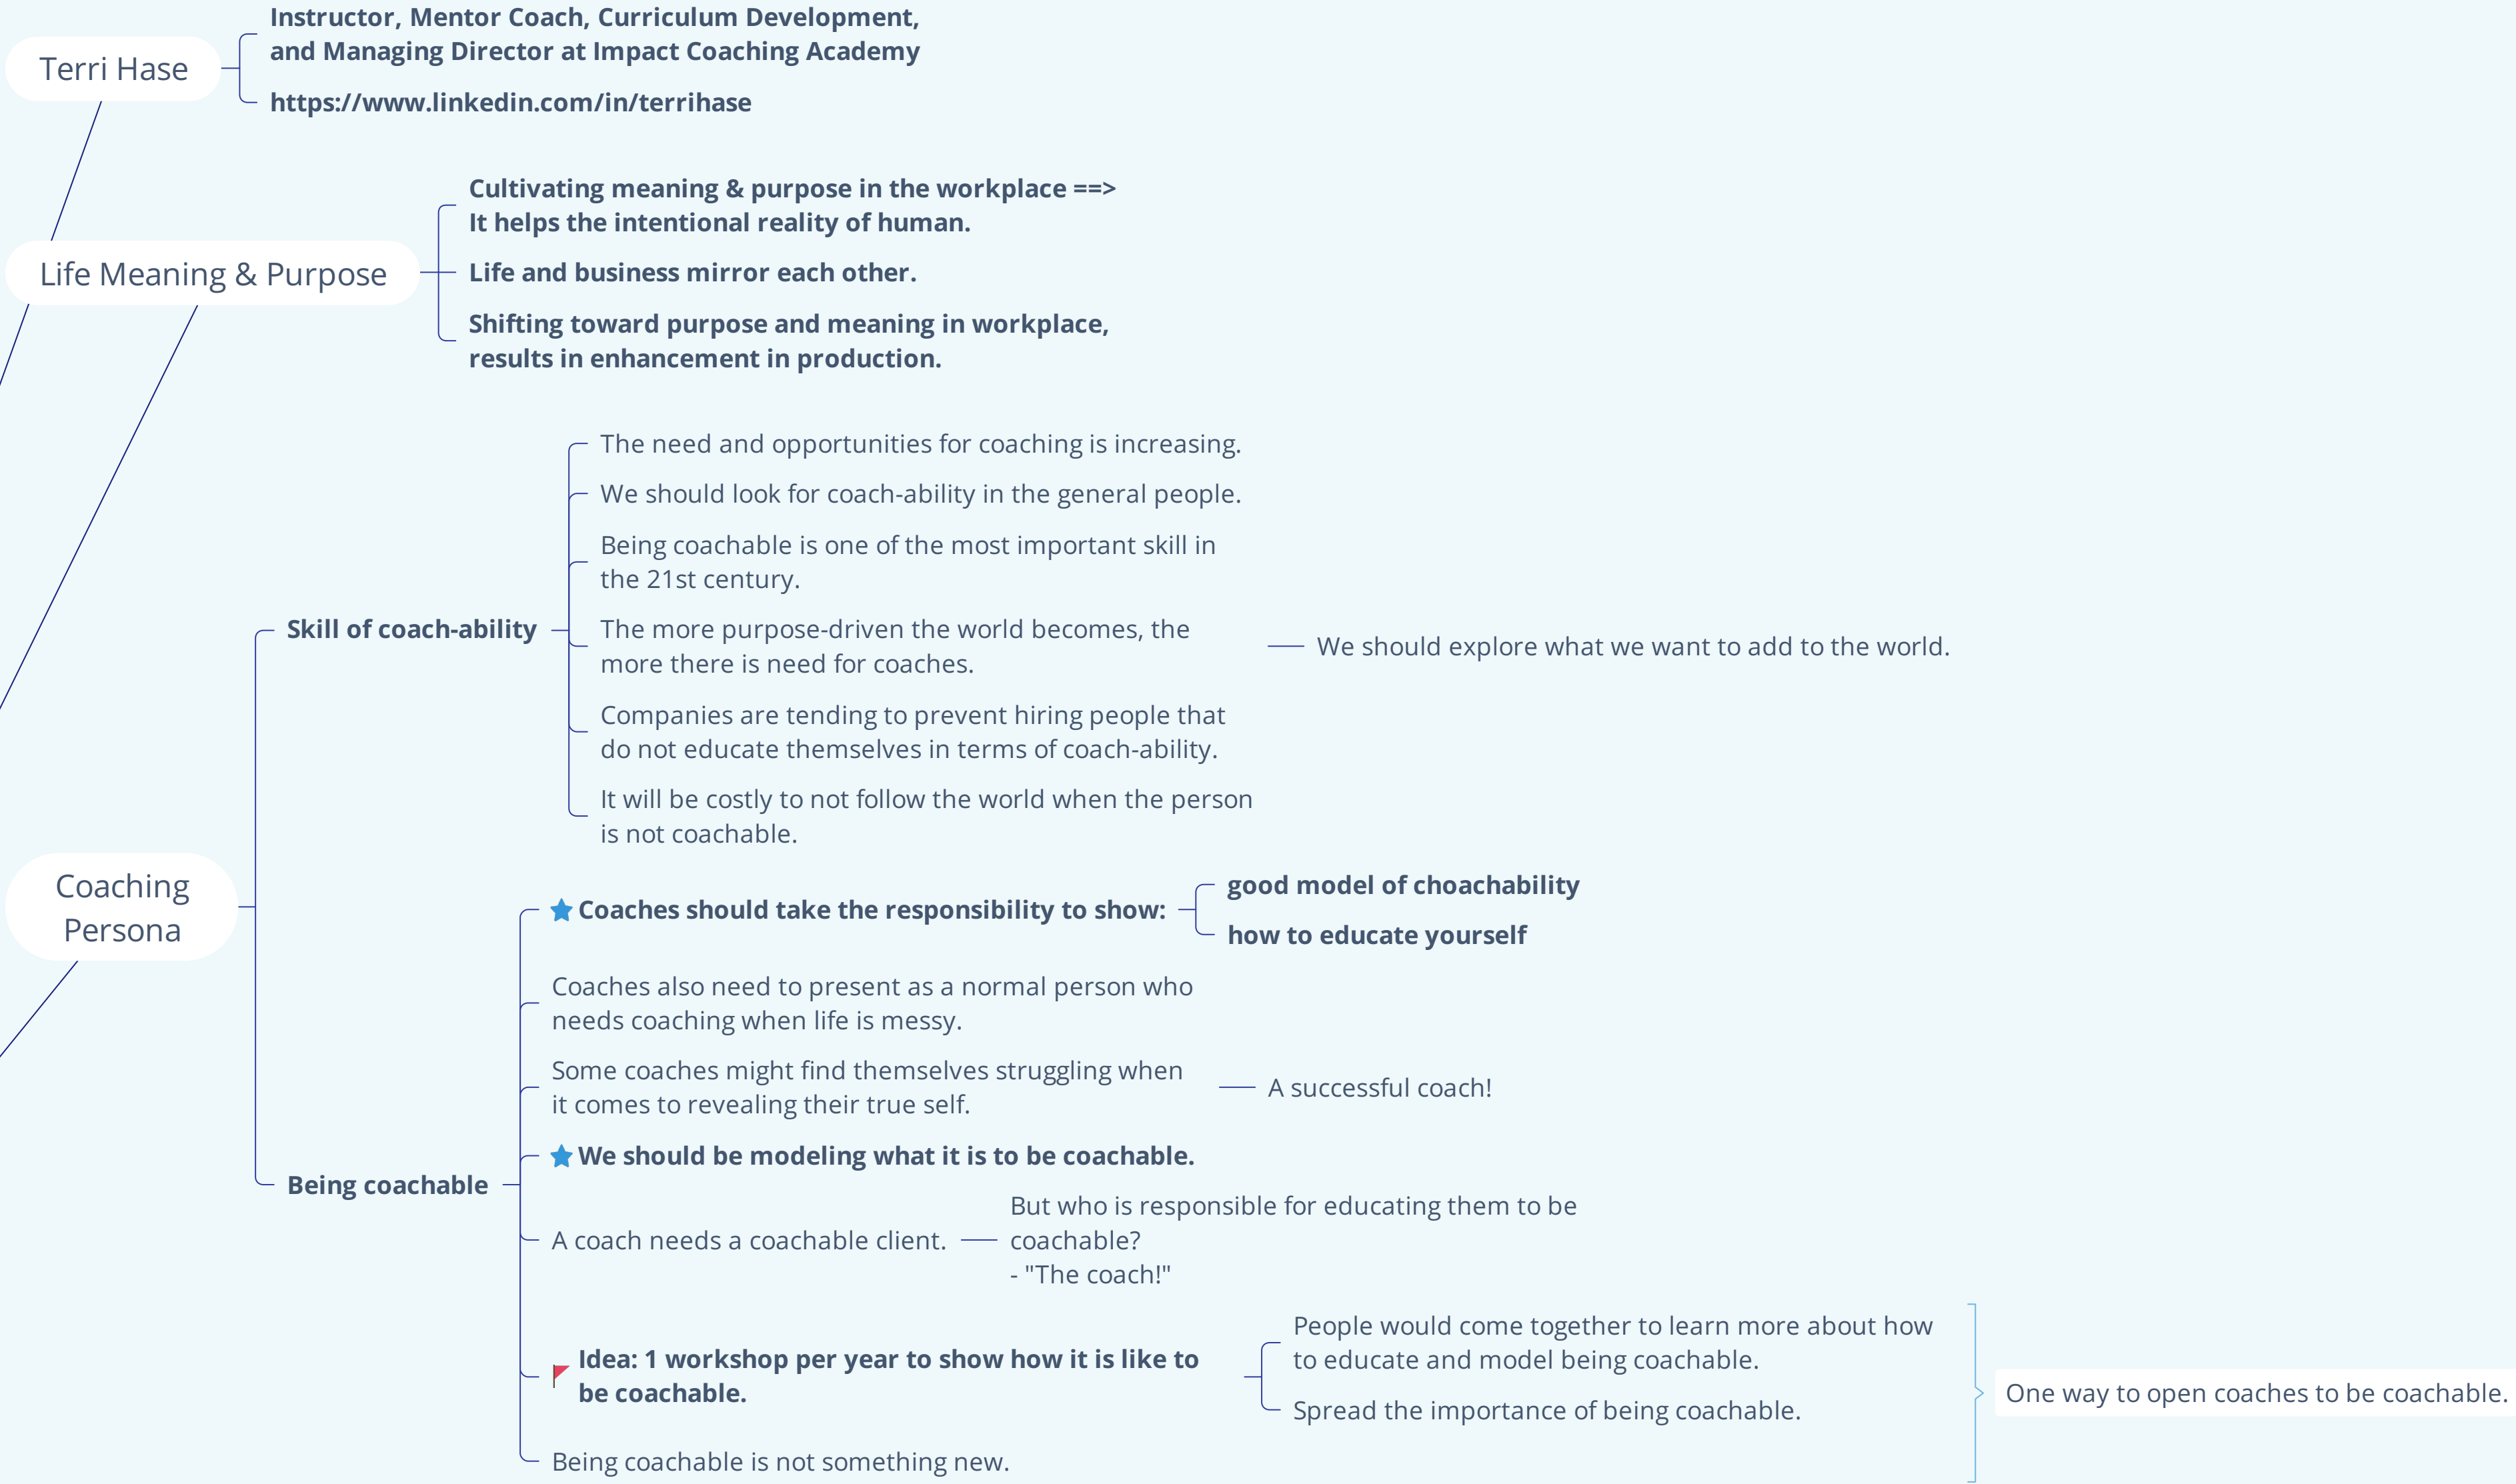 Instructor, Mentor Coach, Curriculum Development,
and Managing Director at Impact Coaching Academy
Terri Hase
https://www.linkedin.com/in/terrihase
Cultivating meaning & purpose in the workplace ==>
It helps the intentional reality of human.
Life Meaning & Purpose
Life and business mirror each other.
Shifting toward purpose and meaning in workplace,
results in enhancement in production.
Coaching
Persona
Skill of coach-ability
The need and opportunities for coaching is increasing.
We should look for coach-ability in the general people.
Being coachable is one of the most important skill in
the 21st century.
The more purpose-driven the world becomes, the
more there is need for coaches.
We should explore what we want to add to the world.
Companies are tending to prevent hiring people that
do not educate themselves in terms of coach-ability.
It will be costly to not follow the world when the person
is not coachable.
Being coachable
Coaches should take the responsibility to show:
good model of choachability
how to educate yourself
Coaches also need to present as a normal person who
needs coaching when life is messy.
Some coaches might find themselves struggling when
it comes to revealing their true self.
A successful coach!
We should be modeling what it is to be coachable.
A coach needs a coachable client.
But who is responsible for educating them to be
coachable?
- "The coach!"
Idea: 1 workshop per year to show how it is like to
be coachable.
People would come together to learn more about how
to educate and model being coachable.
Spread the importance of being coachable.
One way to open coaches to be coachable.
Being coachable is not something new.